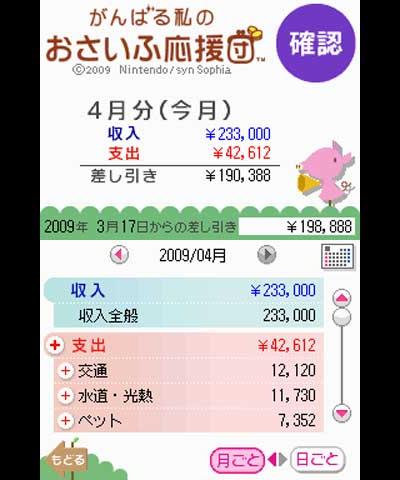 がんばる私の
おさいふ応援団™
確認
©2009 Nintendo/syn Sophia
4月分(今月)
収入 ¥233,000
支出 ¥42,612
差し引き ¥190,388
2009年 3月17日からの差し引き ¥198,888
2009/04月
収入 ¥233,000
収入全般 233,000
支出 ¥42,612
交通 12,120
水道・光熱 11,730
ペット 7,352
もどる
月ごと 日ごと